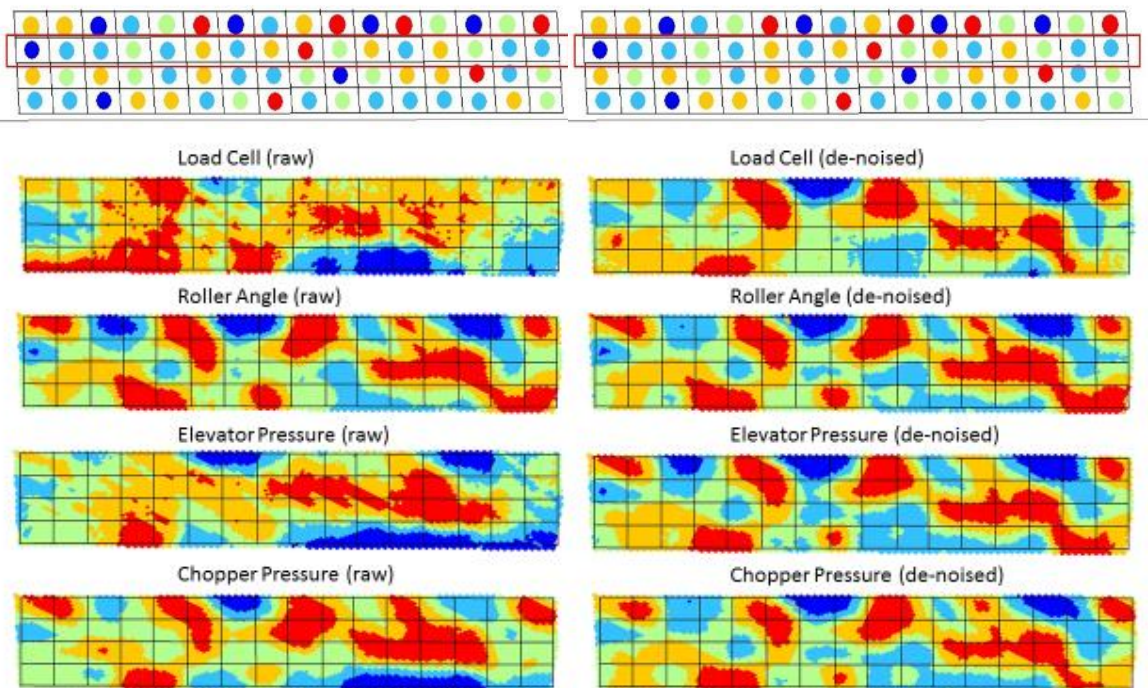 Load Cell (raw)
Load Cell (de-noised)
Roller Angle (raw)
Roller Angle (de-noised)
Elevator Pressure (raw)
Elevator Pressure (de-noised)
Chopper Pressure (raw)
Chopper Pressure (de-noised)